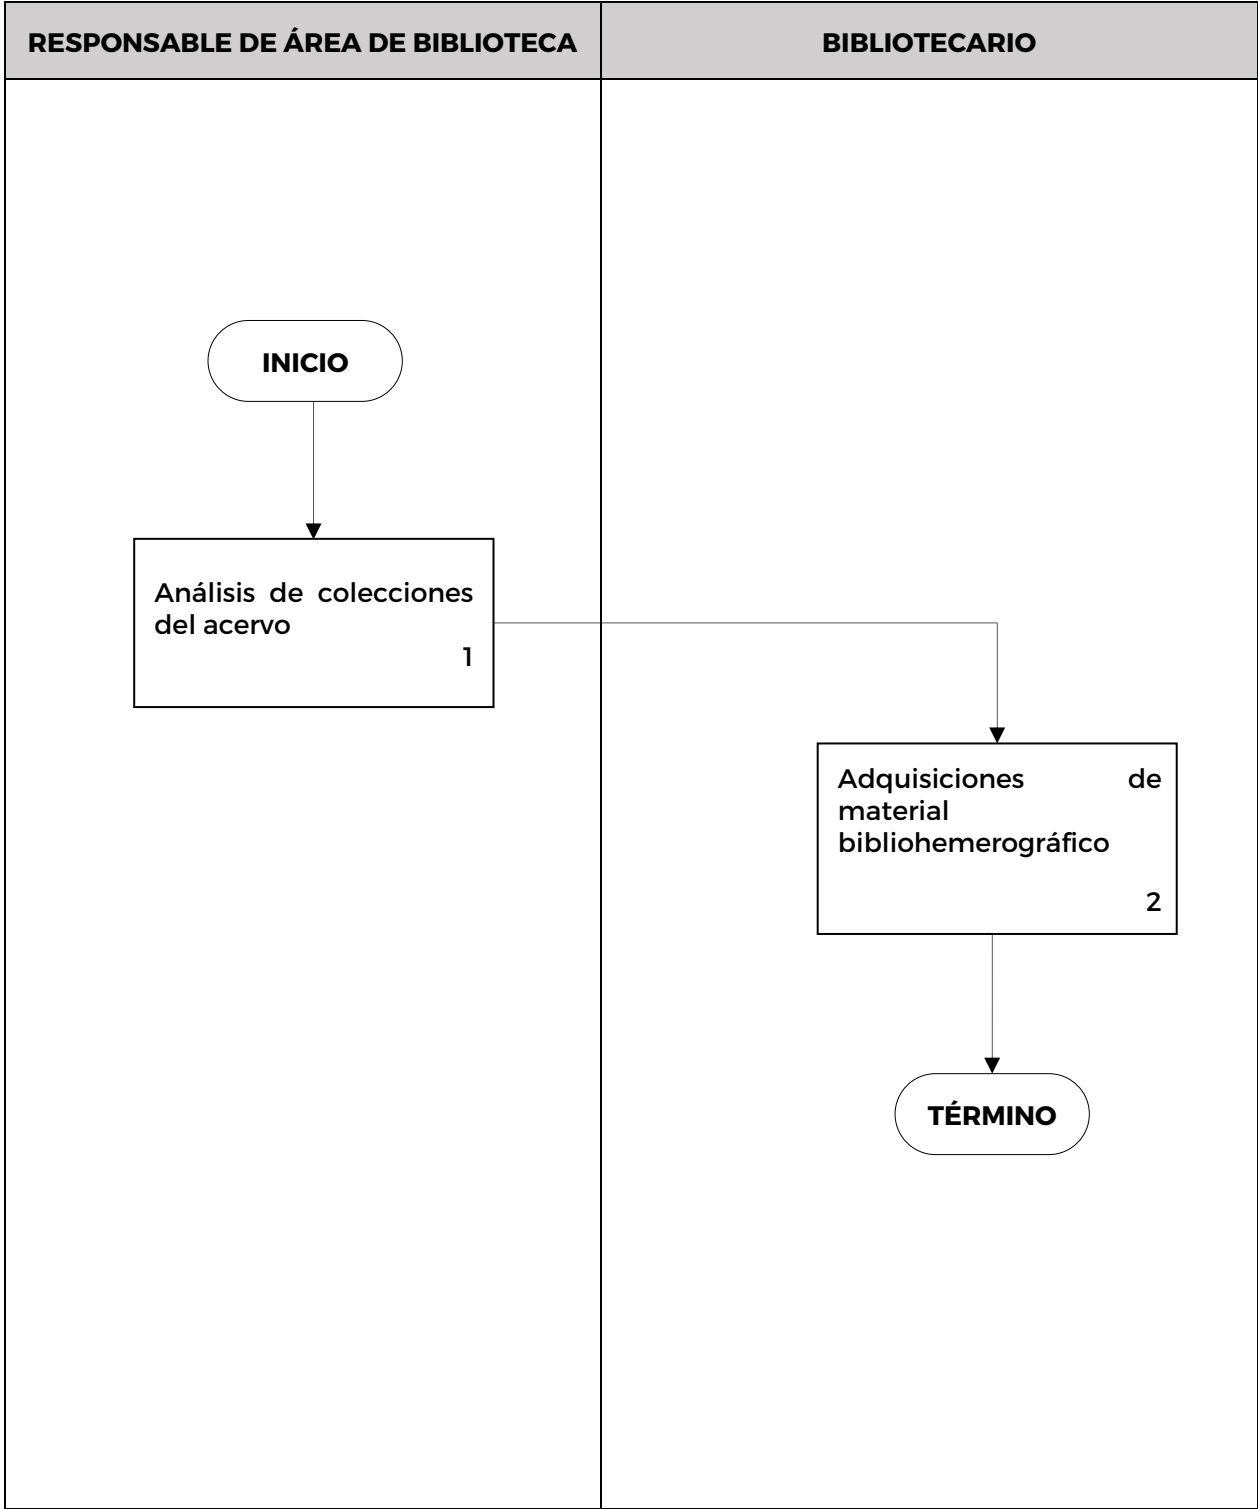 RESPONSABLE DE ÁREA DE BIBLIOTECA
BIBLIOTECARIO
INICIO
Análisis de colecciones
del acervo
1
Adquisiciones de
material
bibliohemerográfico
2
TÉRMINO